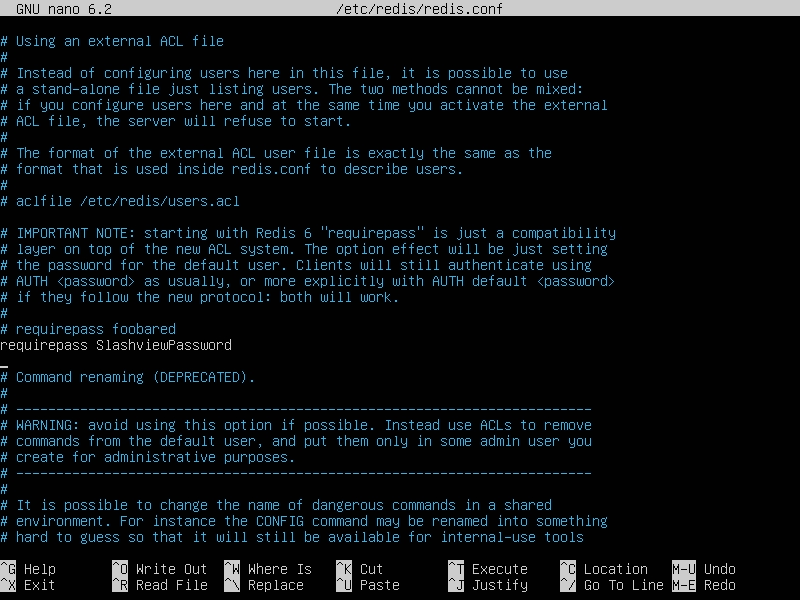 GNU nano 6.2 /etc/redis/redis.conf
# Using an external ACL file
#
# Instead of configuring users here in this file, it is possible to use
# a stand-alone file just listing users. The two methods cannot be mixed:
# if you configure users here and at the same time you activate the external
# ACL file, the server will refuse to start.
#
# The format of the external ACL user file is exactly the same as the
# format that is used inside redis.conf to describe users.
#
# aclfile /etc/redis/users.acl
# IMPORTANT NOTE: starting with Redis 6 "requirepass" is just a compatibility
# layer on top of the new ACL system. The option effect will be just setting
# the password for the default user. Clients will still authenticate using
# AUTH <password> as usually, or more explicitly with AUTH default <password>
# if they follow the new protocol: both will work.
#
# requirepass foobared
requirepass SlashviewPassword
# Command renaming (DEPRECATED).
#
# ------------------------------------------------------------------------
# WARNING: avoid using this option if possible. Instead use ACLs to remove
# commands from the default user, and put them only in some admin user you
# create for administrative purposes.
# ------------------------------------------------------------------------
#
# It is possible to change the name of dangerous commands in a shared
# environment. For instance the CONFIG command may be renamed into something
# hard to guess so that it will still be available for internal-use tools
^G Help ^O Write Out ^W Where Is ^K Cut ^T Execute ^C Location M-U Undo
^X Exit ^R Read File ^\ Replace ^U Paste ^J Justify ^/ Go To Line M-E Redo